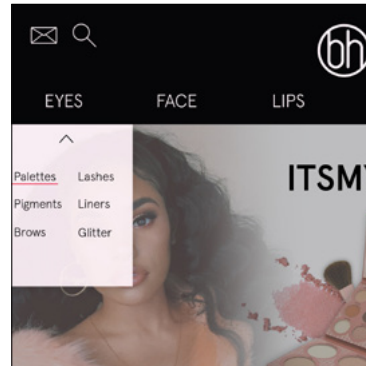 bh
EYES FACE LIPS
Palettes Lashes
Pigments Liners
Brows Glitter
ITSMY